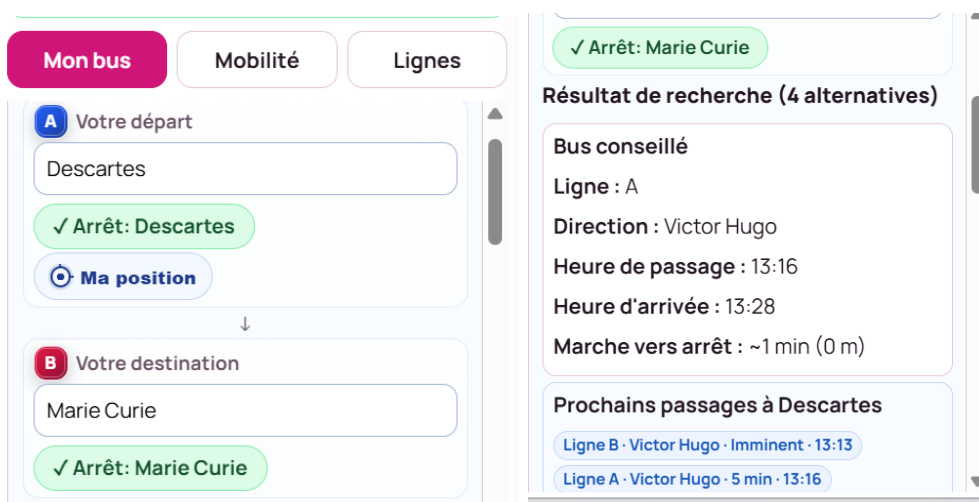 Mon bus
Mobilité
Lignes
A Votre départ
Descartes
✓ Arrêt: Descartes
Ma position
↓
B Votre destination
Marie Curie
✓ Arrêt: Marie Curie
✓ Arrêt: Marie Curie
Résultat de recherche (4 alternatives)
Bus conseillé
Ligne : A
Direction : Victor Hugo
Heure de passage : 13:16
Heure d'arrivée : 13:28
Marche vers arrêt : ~1 min (0 m)
Prochains passages à Descartes
Ligne B · Victor Hugo · Imminent · 13:13
Ligne A · Victor Hugo · 5 min · 13:16